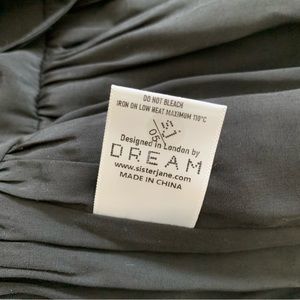 DO NOT BLEACH
IRON ON LOW HEAT MAXIMUM 110°C
Designed in London by
DREAM
www.sisterjane.com
MADE IN CHINA